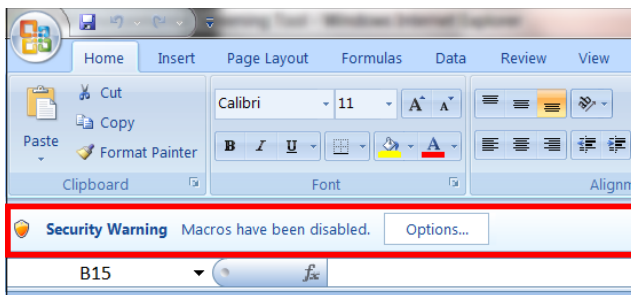 Home Insert Page Layout Formulas Data Review View
Cut
Calibri 11 A A
Copy
Paste
Format Painter
B I U A
Clipboard Font
Security Warning Macros have been disabled. Options...
B15 fx